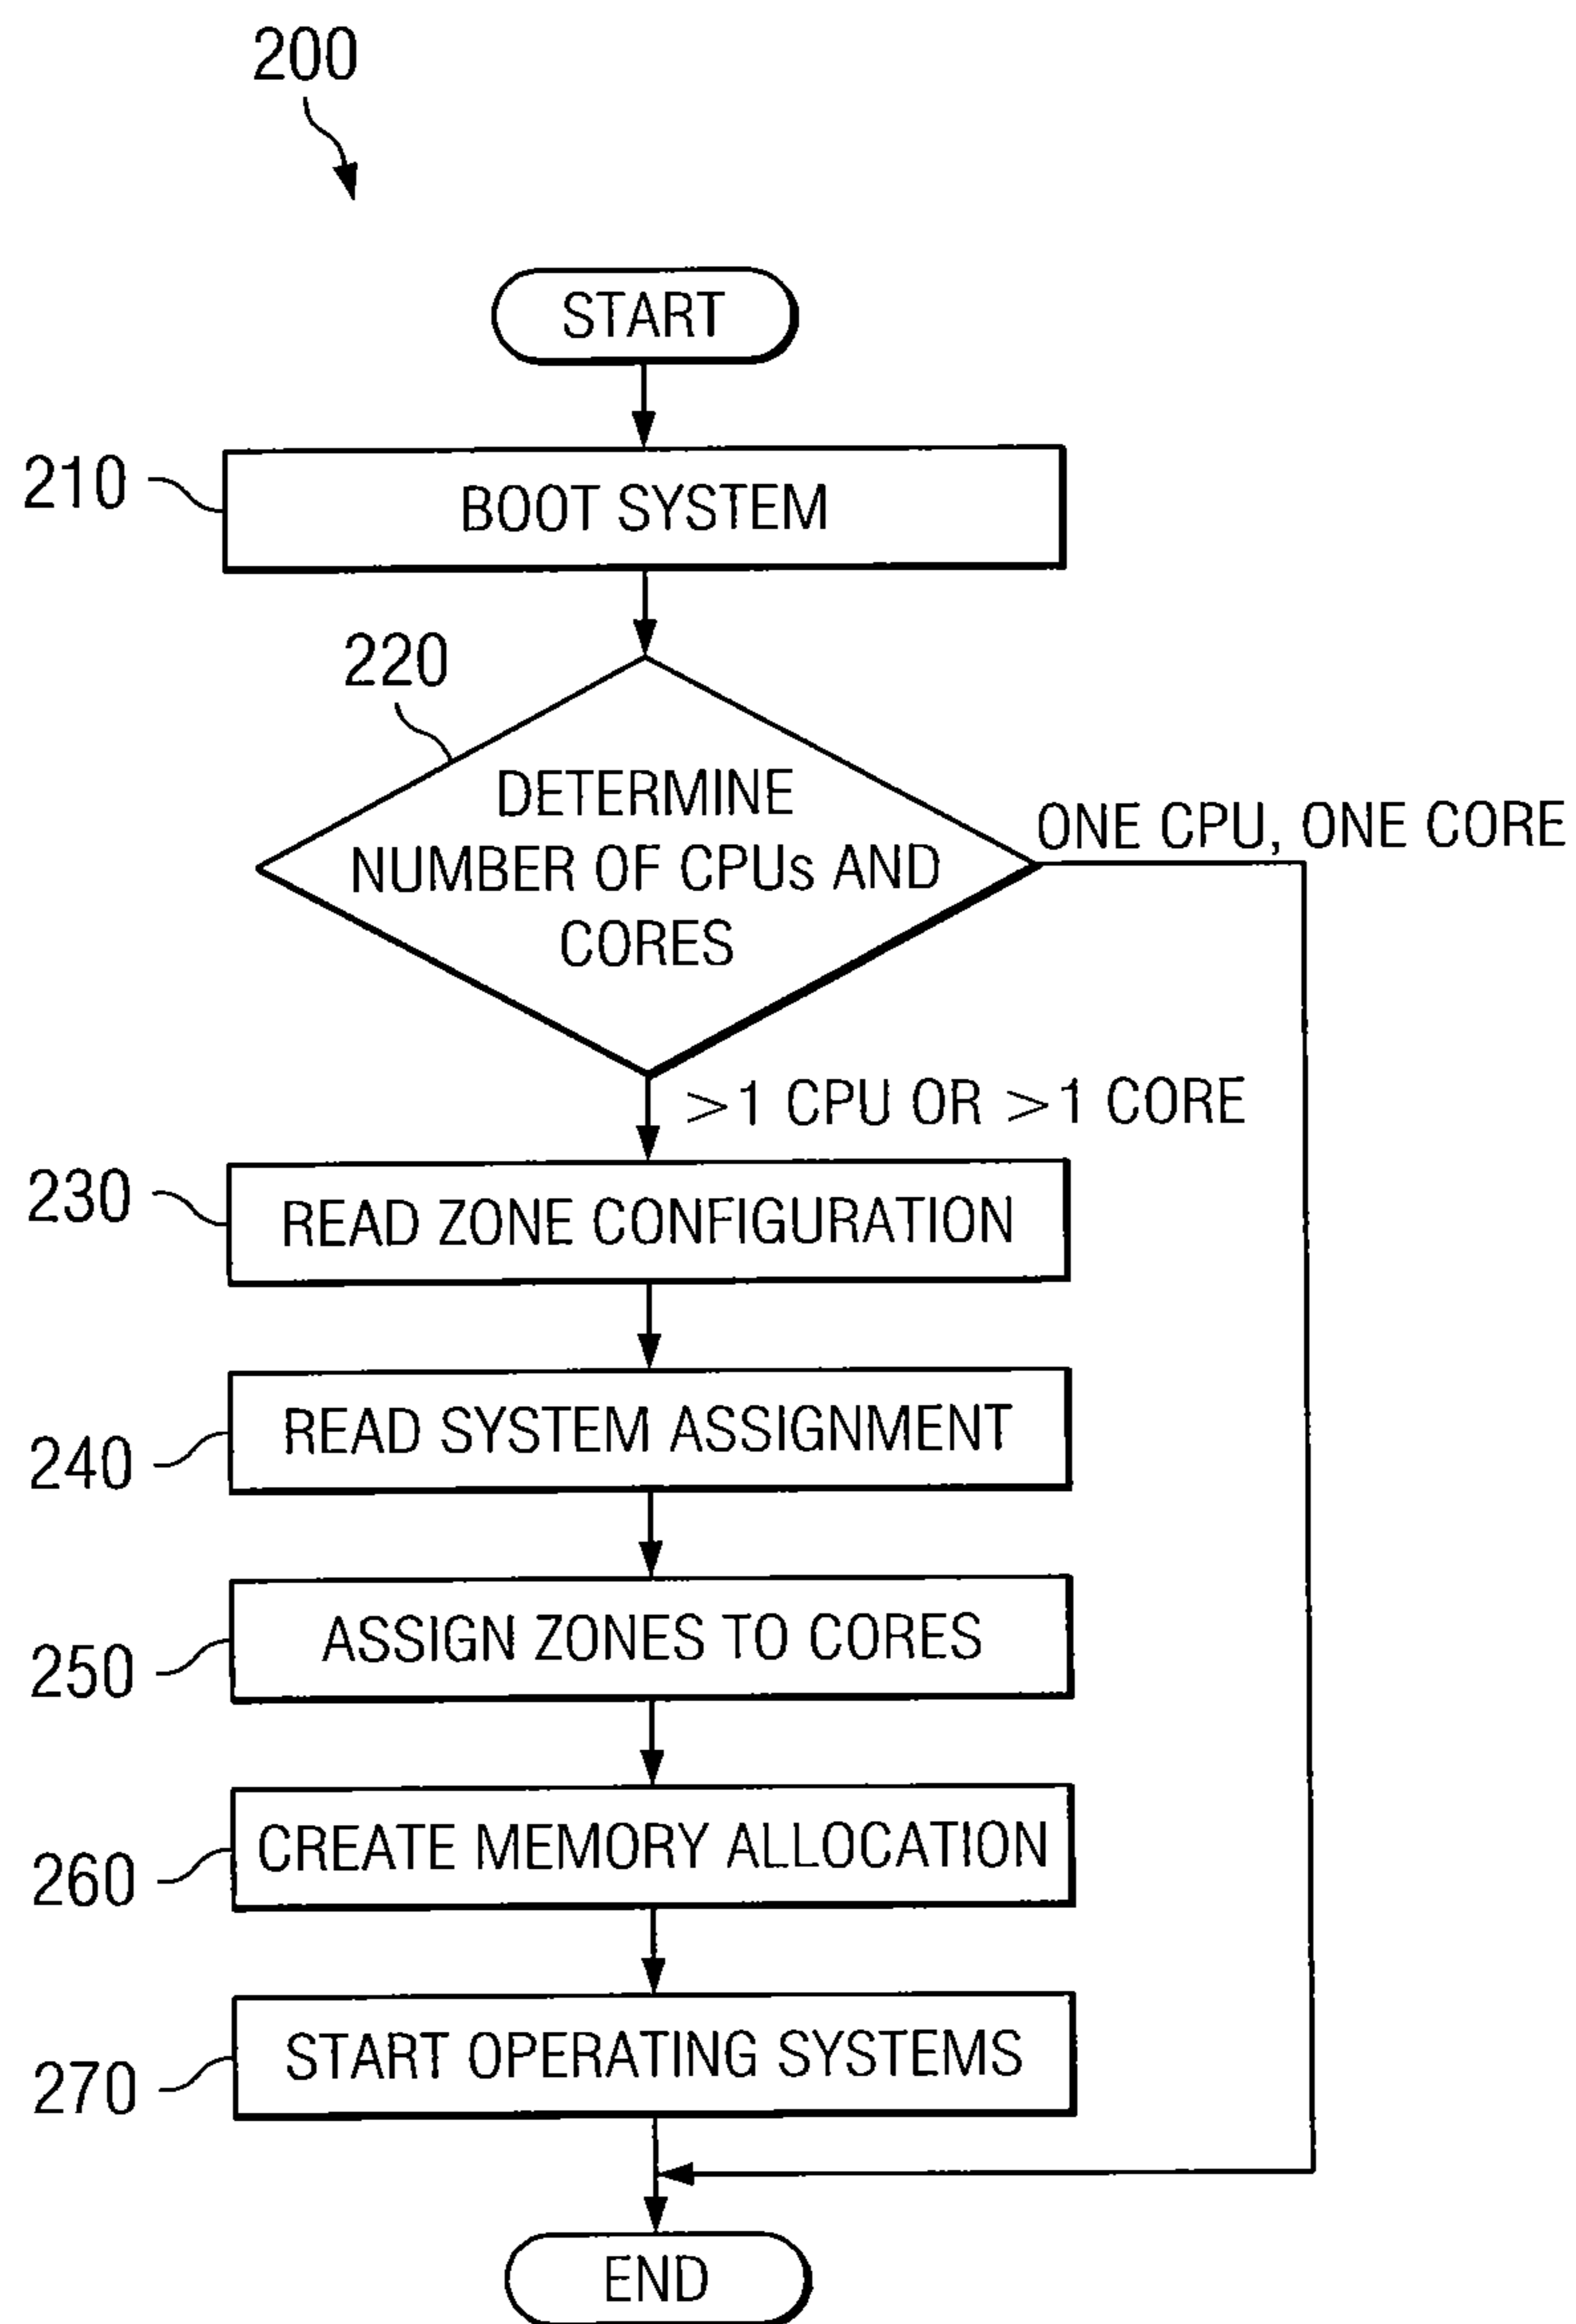 200
START
210
BOOT SYSTEM
220
DETERMINE
NUMBER OF CPUs AND
CORES
ONE CPU, ONE CORE
>1 CPU OR >1 CORE
230
READ ZONE CONFIGURATION
240
READ SYSTEM ASSIGNMENT
250
ASSIGN ZONES TO CORES
260
CREATE MEMORY ALLOCATION
270
START OPERATING SYSTEMS
END